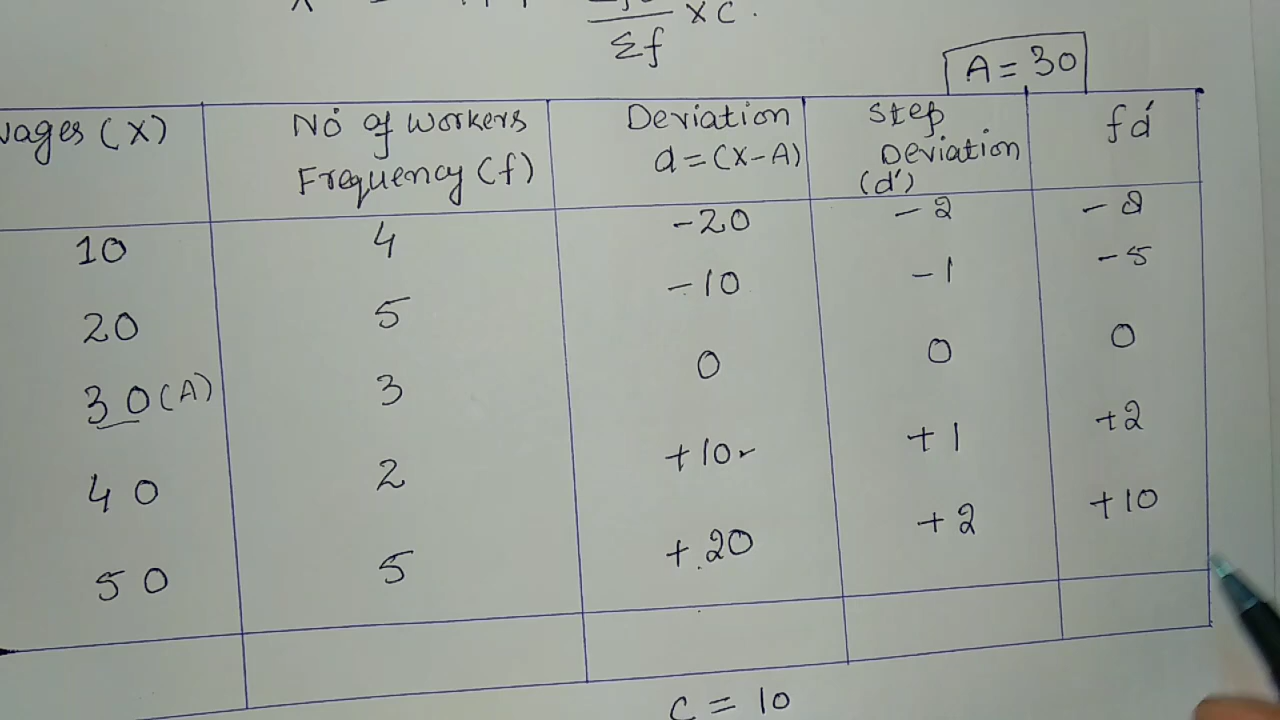 Σf × C.
A = 30
wages (X) No of Workers Frequency (f) Deviation d = (X-A) Step Deviation (d') fd'
10 4 -20 -2 -8
20 5 -10 -1 -5
30 (A) 3 0 0 0
40 2 +10 +1 +2
50 5 +20 +2 +10
C = 10